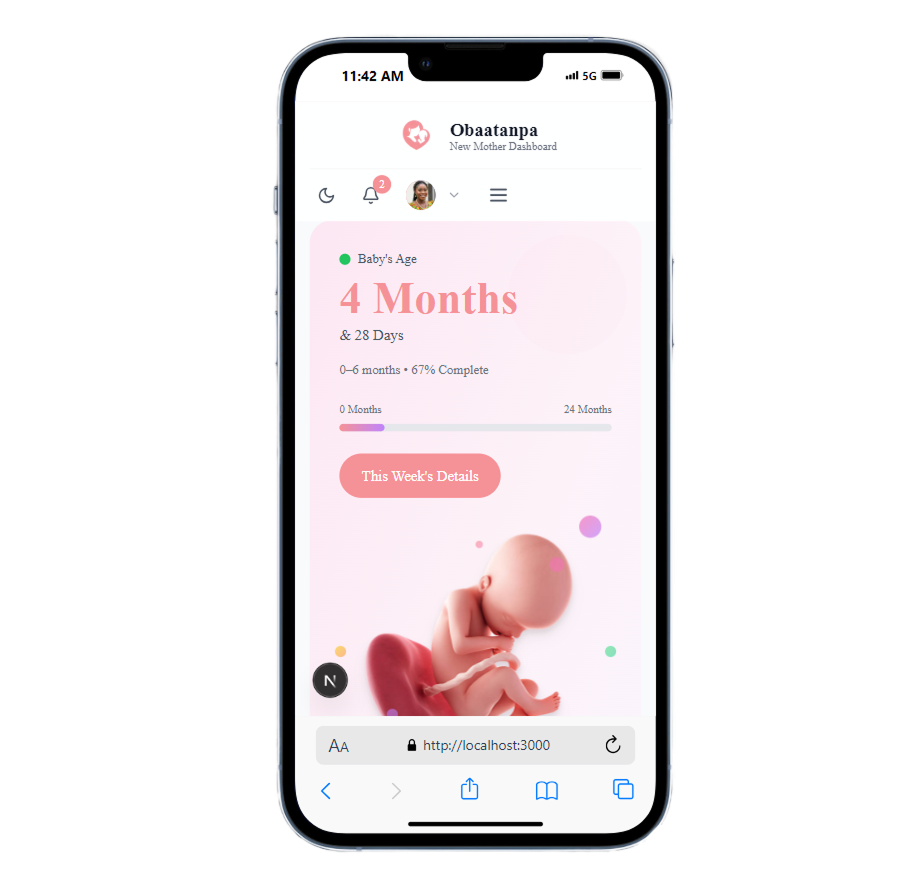 11:42 AM
5G
Obaatanpa
New Mother Dashboard
2
Baby's Age
4 Months
& 28 Days
0–6 months • 67% Complete
0 Months 24 Months
This Week's Details
N
AA http://localhost:3000